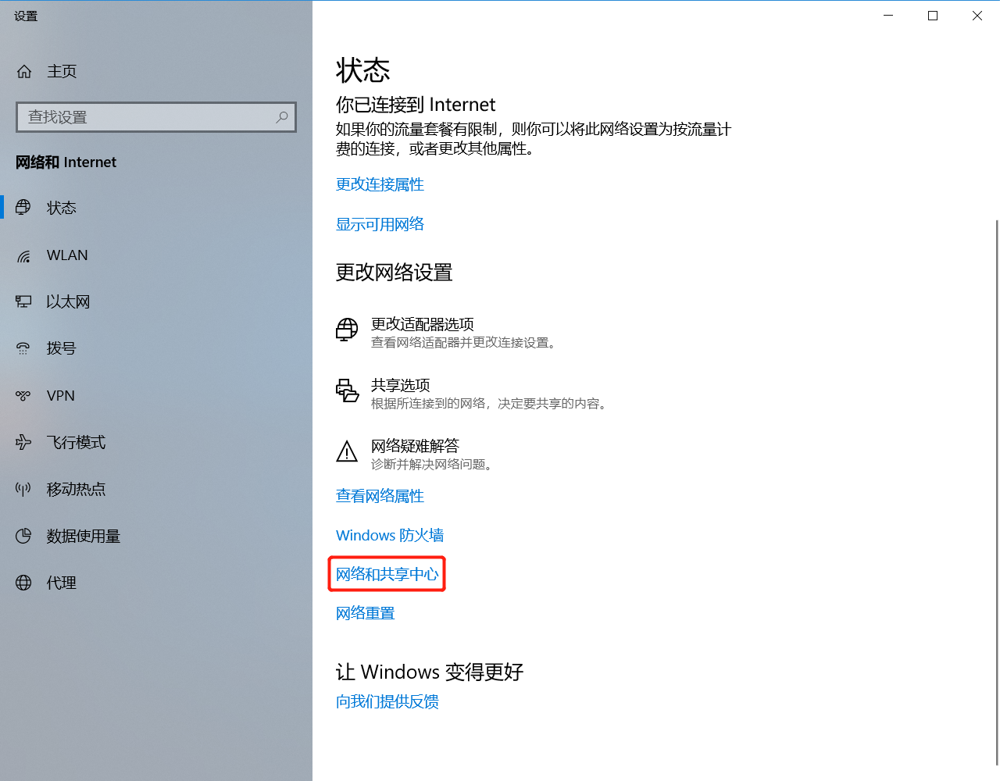 设置
主页
查找设置
网络和 Internet
状态
WLAN
以太网
拨号
VPN
飞行模式
移动热点
数据使用量
代理
状态
你已连接到 Internet
如果你的流量套餐有限制，则你可以将此网络设置为按流量计
费的连接，或者更改其他属性。
更改连接属性
显示可用网络
更改网络设置
更改适配器选项
查看网络适配器并更改连接设置。
共享选项
根据所连接到的网络，决定要共享的内容。
网络疑难解答
诊断并解决网络问题。
查看网络属性
Windows 防火墙
网络和共享中心
网络重置
让 Windows 变得更好
向我们提供反馈